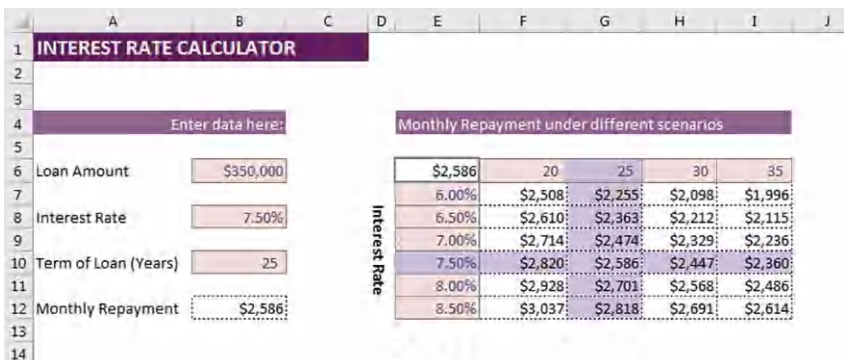 A B C D E F G H I J
1 INTEREST RATE CALCULATOR
2
3
4 Enter data here: Monthly Repayment under different scenarios
5
6 Loan Amount $350,000 $2,586 20 25 30 35
7 6.00% $2,508 $2,255 $2,098 $1,996
8 Interest Rate 7.50% 6.50% $2,610 $2,363 $2,212 $2,115
9 7.00% $2,714 $2,474 $2,329 $2,236
10 Term of Loan (Years) 25 7.50% $2,820 $2,586 $2,447 $2,360
11 8.00% $2,928 $2,701 $2,568 $2,486
12 Monthly Repayment $2,586 8.50% $3,037 $2,818 $2,691 $2,614
13
14
Interest Rate